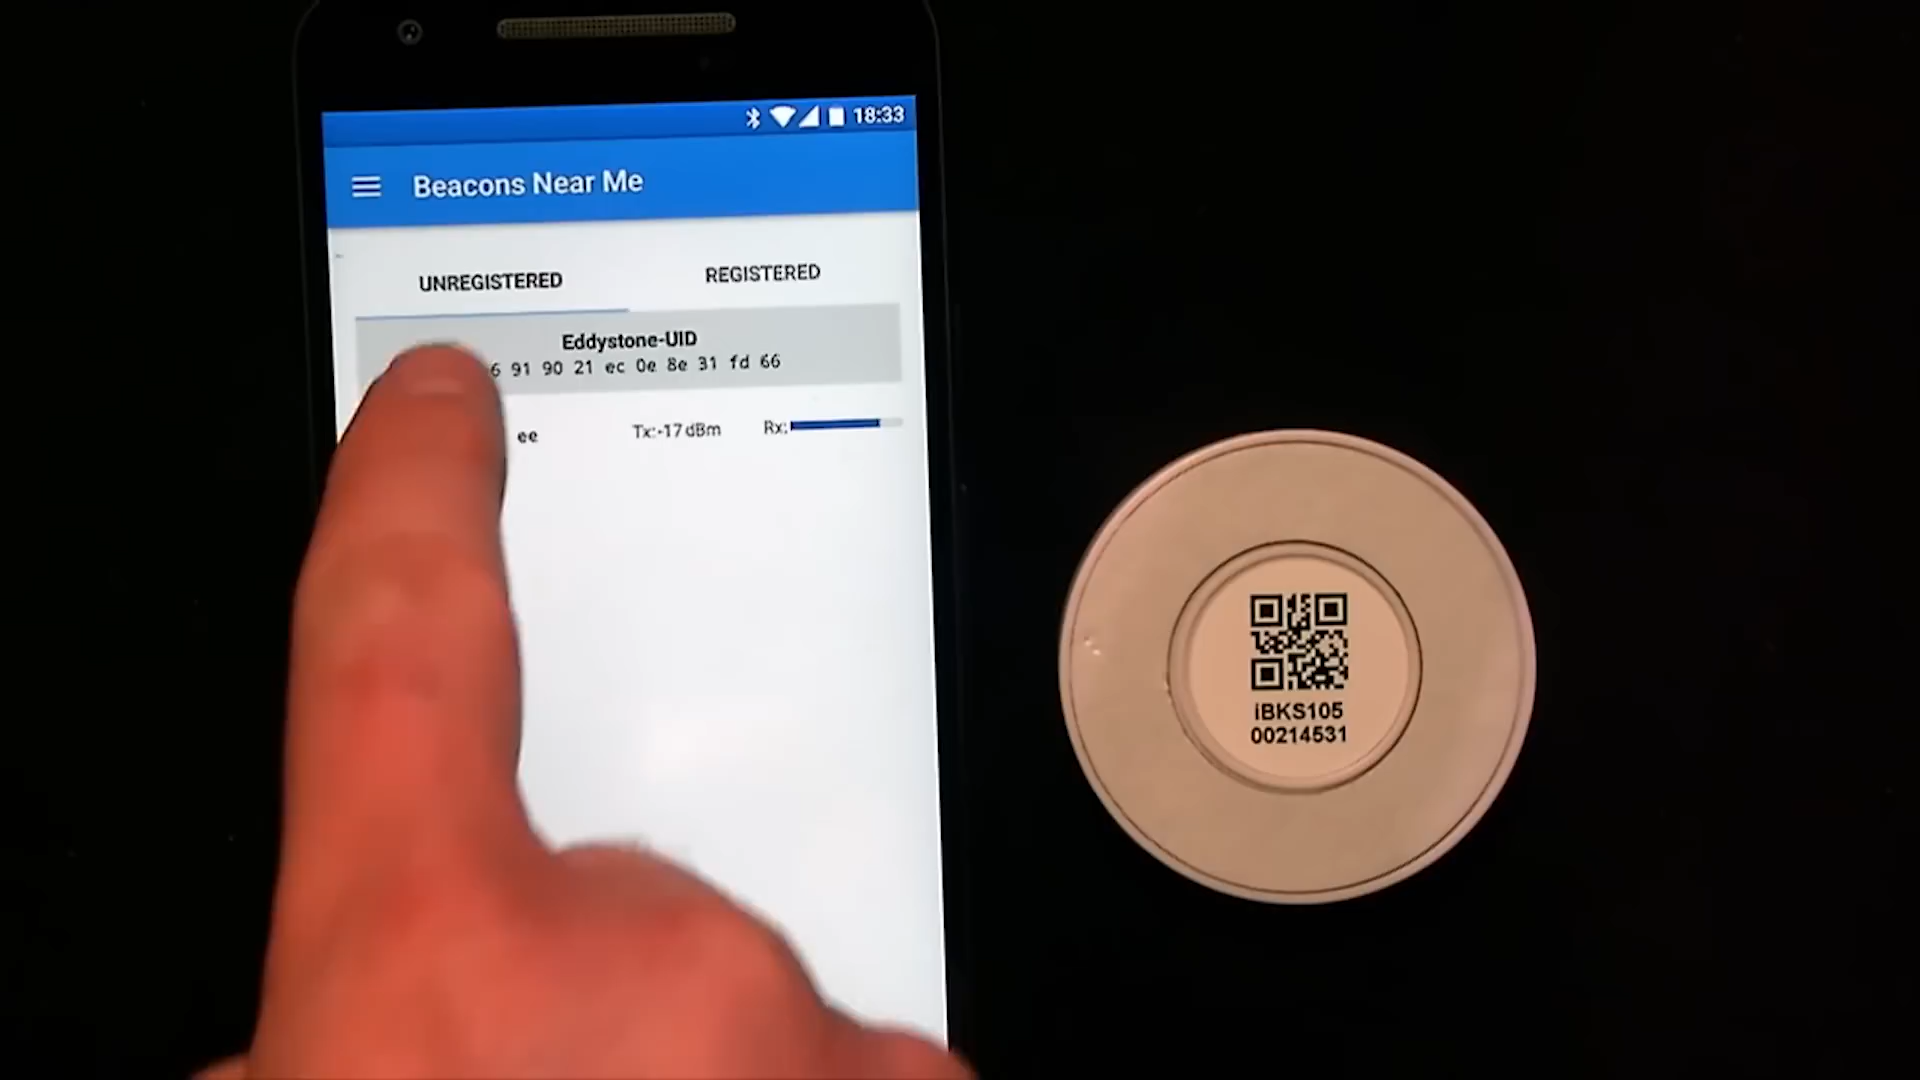 18:33
Beacons Near Me
UNREGISTERED
REGISTERED
Eddystone-UID
6 91 90 21 ec 0e 8e 31 fd 66
ee
Tx:-17 dBm
Rx:
iBKS105
00214531